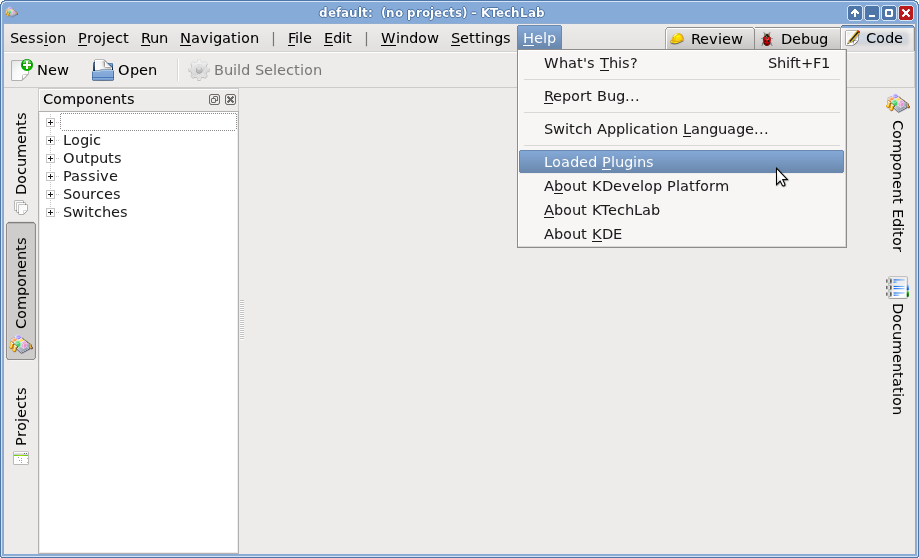 default:  (no projects) – KTechLab
Session Project Run Navigation | File Edit | Window Settings Help Review Debug Code
New Open Build Selection
Components
Logic
Outputs
Passive
Sources
Switches
Documents
Components
Projects
What's This? Shift+F1
Report Bug...
Switch Application Language...
Loaded Plugins
About KDevelop Platform
About KTechLab
About KDE
Component Editor
Documentation